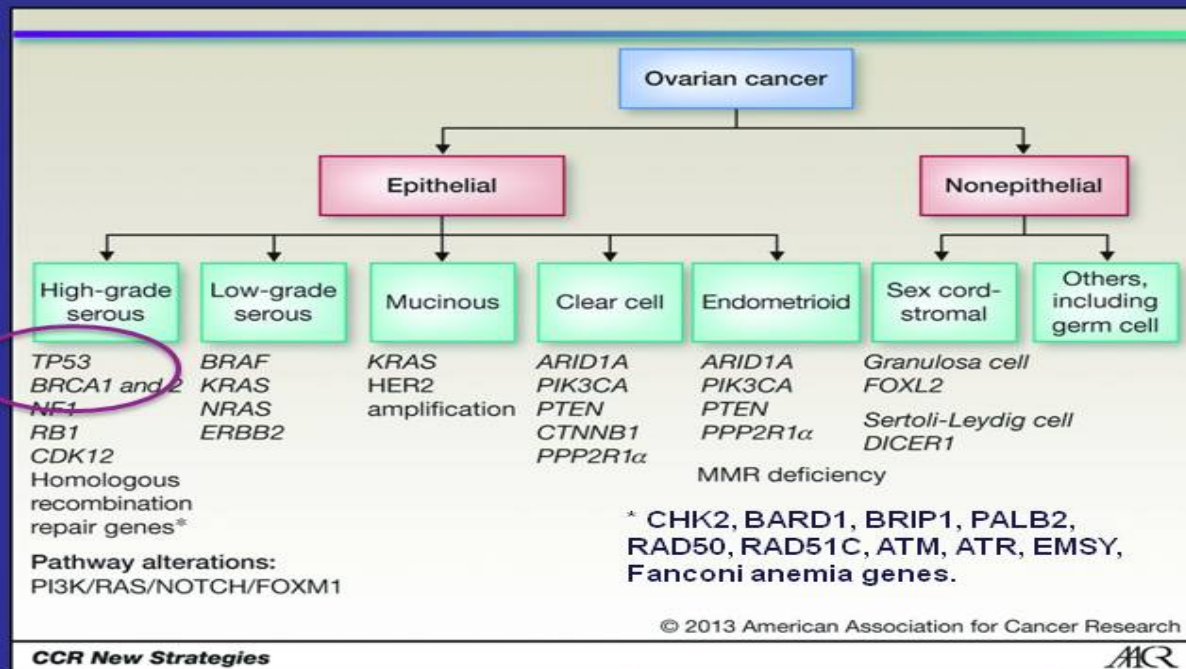 Ovarian cancer
Epithelial
Nonepithelial
High-grade
serous
Low-grade
serous
Mucinous
Clear cell
Endometrioid
Sex cord-
stromal
Others,
including
germ cell
TP53
BRCA1 and 2
NF1
RB1
CDK12
Homologous
recombination
repair genes*
Pathway alterations:
PI3K/RAS/NOTCH/FOXM1
BRAF
KRAS
NRAS
ERBB2
KRAS
HER2
amplification
ARID1A
PIK3CA
PTEN
CTNNB1
PPP2R1α
ARID1A
PIK3CA
PTEN
PPP2R1α
MMR deficiency
Granulosa cell
FOXL2
Sertoli-Leydig cell
DICER1
* CHK2, BARD1, BRIP1, PALB2,
RAD50, RAD51C, ATM, ATR, EMSY,
Fanconi anemia genes.
© 2013 American Association for Cancer Research
CCR New Strategies
AACR